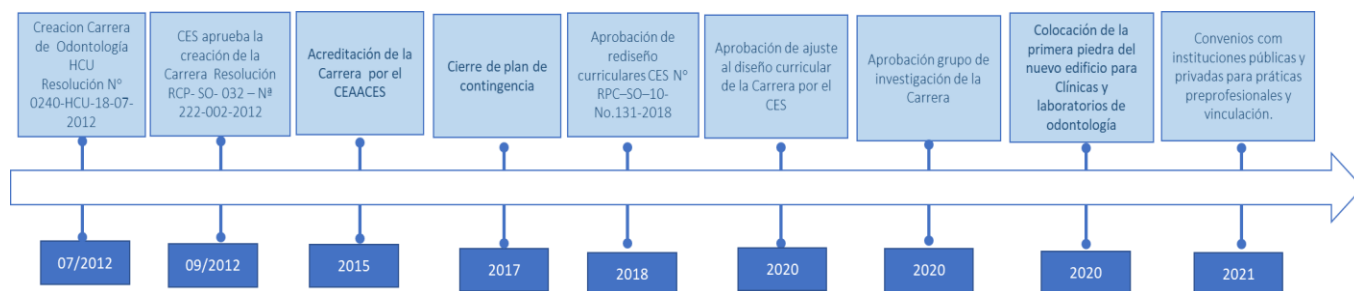 Creacion Carrera
de Odontología
HCU
Resolución Nº
0240-HCU-18-07-
2012
CES aprueba la
creación de la
Carrera Resolución
RCP- SO- 032 – Nª
222-002-2012
Acreditación de la
Carrera por el
CEAACES
Cierre de plan de
contingencia
Aprobación de
rediseño
curriculares CES Nº
RPC–SO–10-
No.131-2018
Aprobación de ajuste
al diseño curricular
de la Carrera por el
CES
Aprobación grupo de
investigación de la
Carrera
Colocación de la
primera piedra del
nuevo edificio para
Clínicas y
laboratorios de
odontología
Convenios com
instituciones públicas y
privadas para práticas
preprofesionales y
vinculación.
07/2012
09/2012
2015
2017
2018
2020
2020
2020
2021